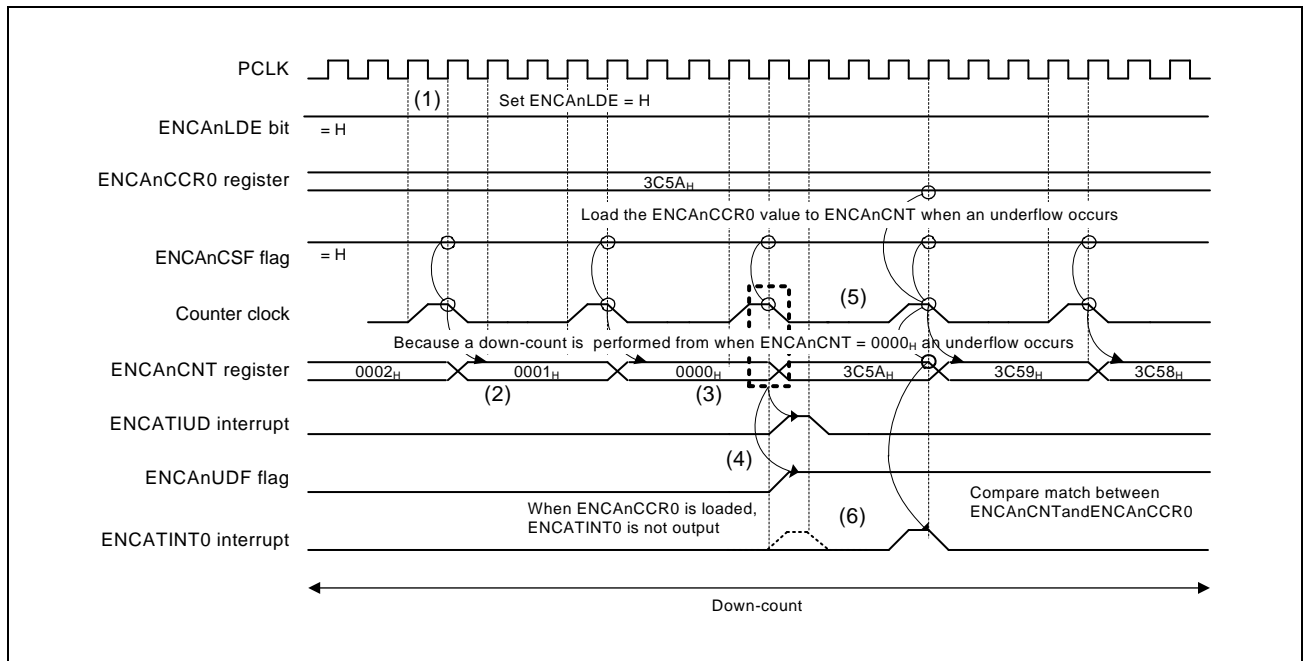 PCLK
(1)
Set ENCAnLDE = H
ENCAnLDE bit
= H
ENCAnCCR0 register
3C5AH
Load the ENCAnCCR0 value to ENCAnCNT when an underflow occurs
ENCAnCSF flag
= H
(5)
Counter clock
Because a down-count is performed from when ENCAnCNT = 0000H an underflow occurs
ENCAnCNT register
0002H
0001H
0000H
3C5AH
3C59H
3C58H
(2)
(3)
ENCATIUD interrupt
(4)
ENCAnUDF flag
When ENCAnCCR0 is loaded,
ENCATINT0 is not output
(6)
Compare match between
ENCAnCNTandENCAnCCR0
ENCATINT0 interrupt
Down-count